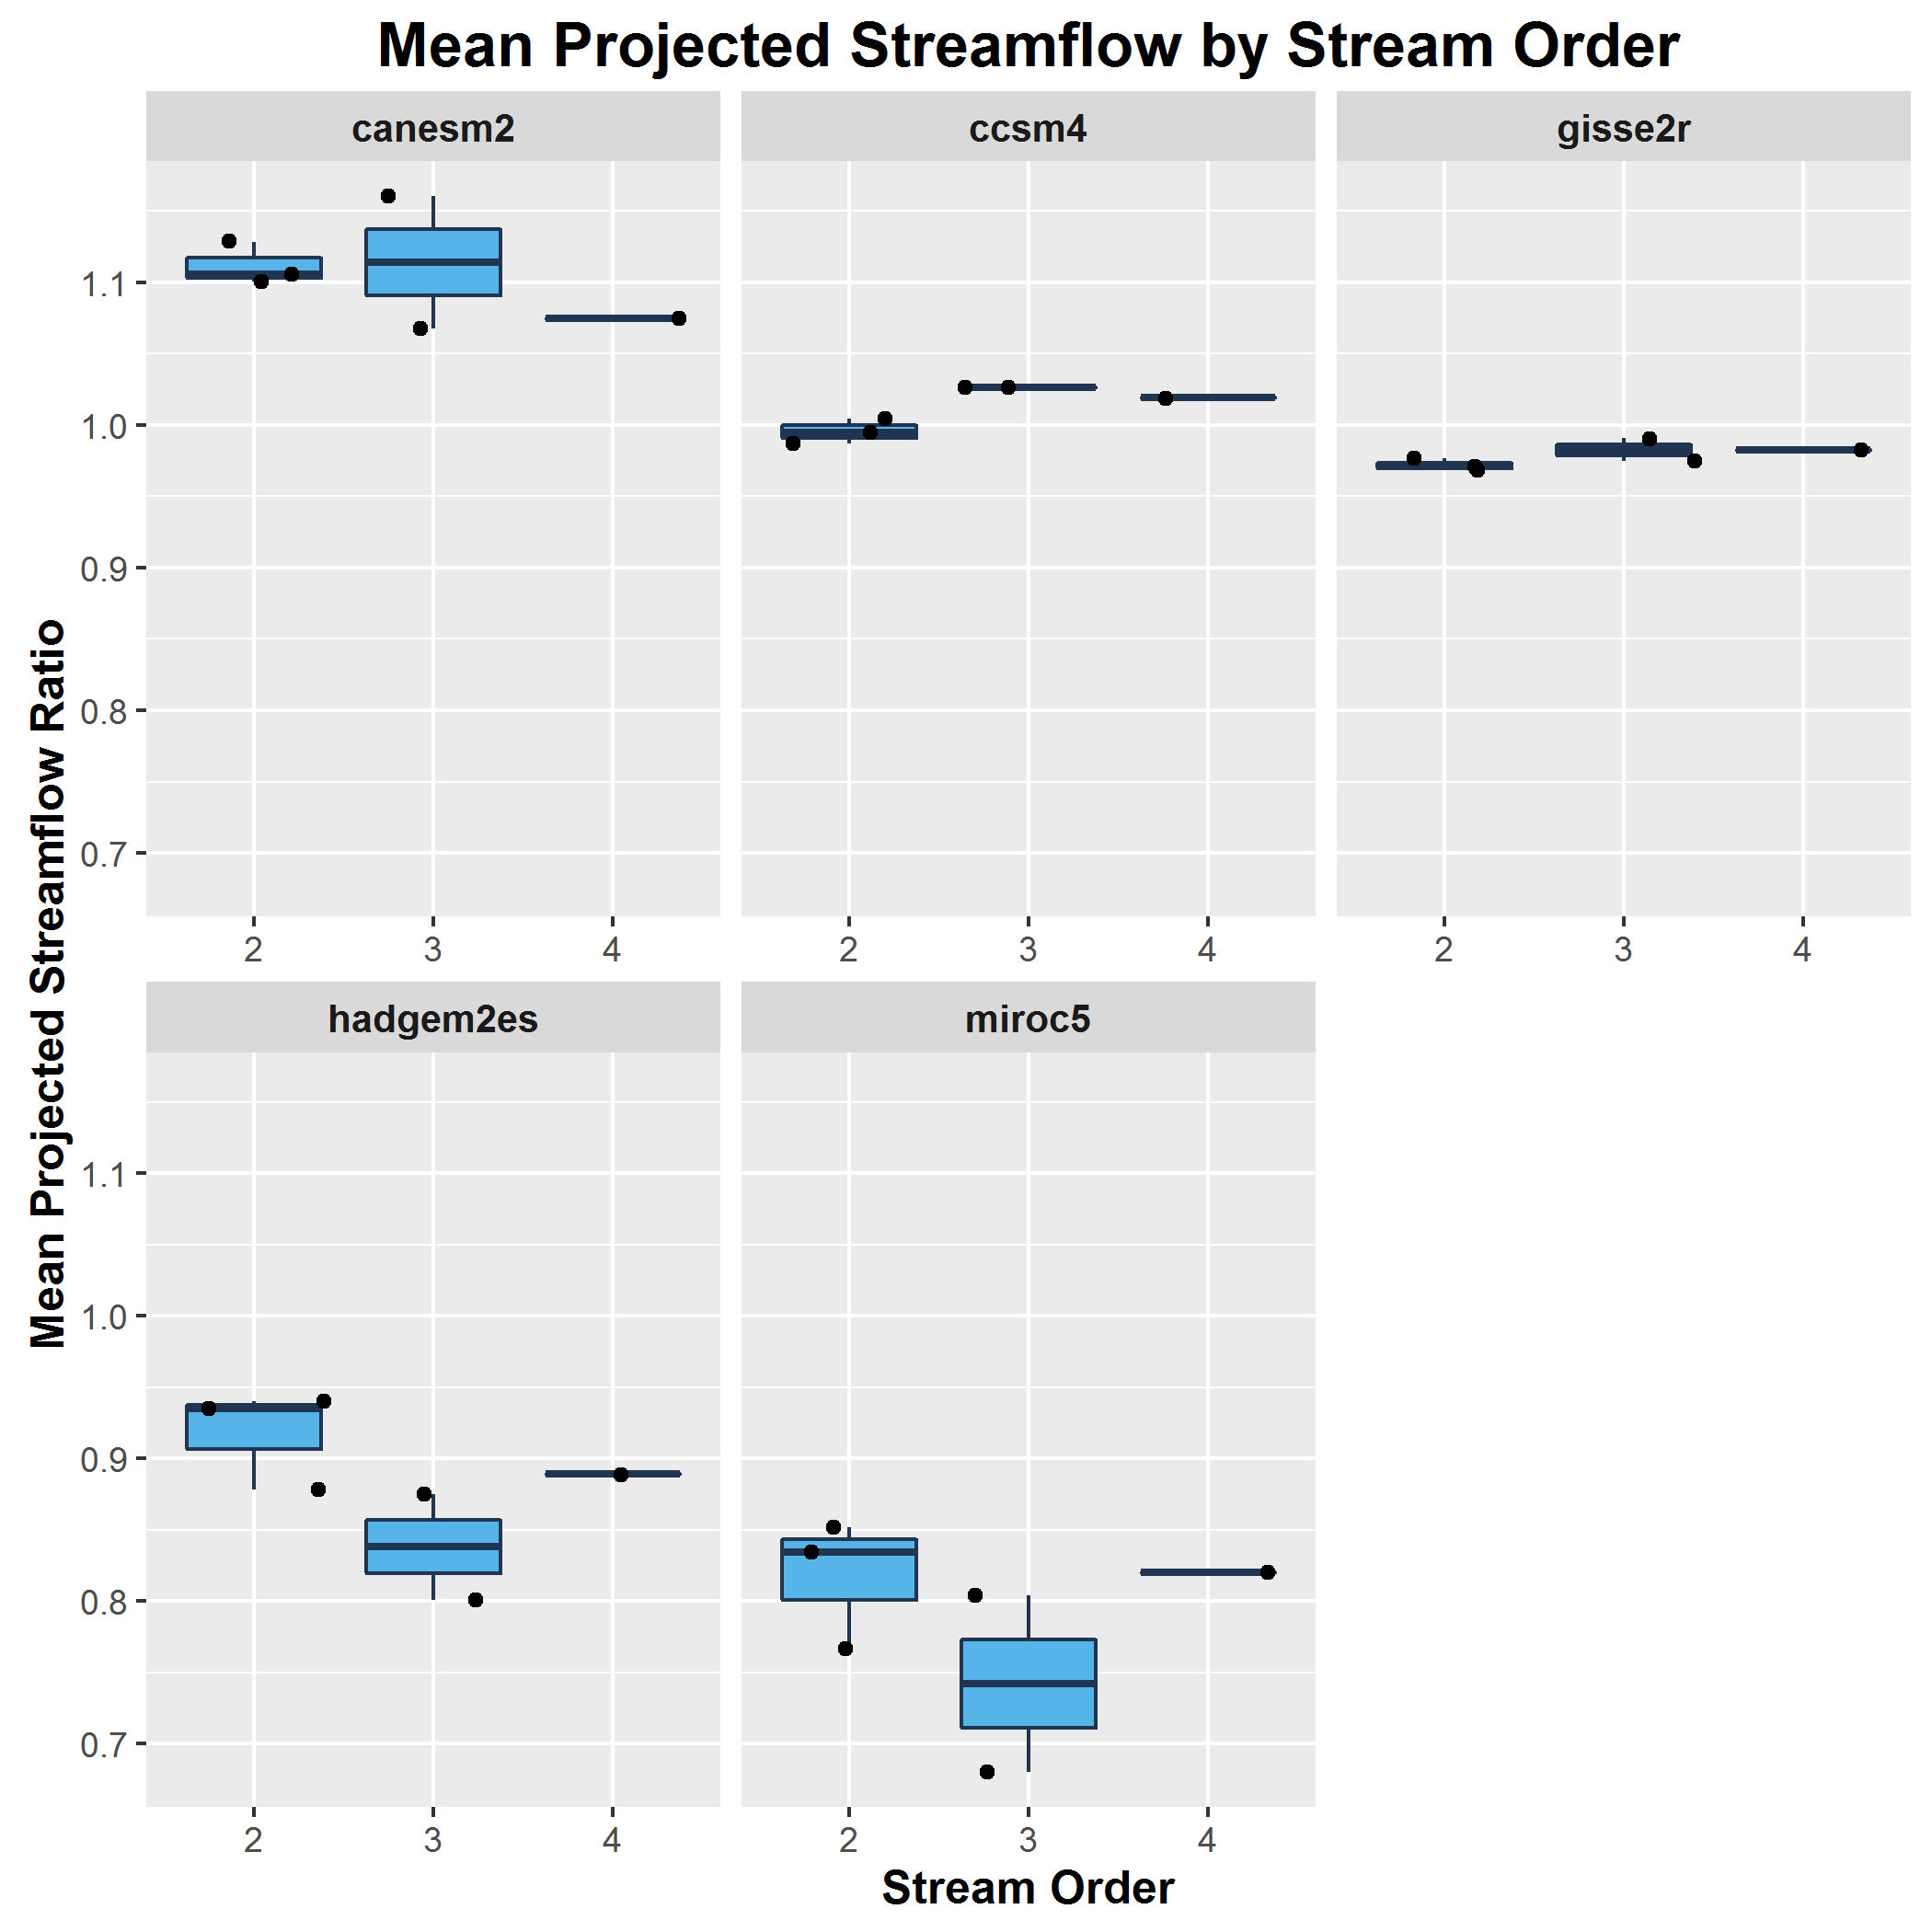 Mean Projected Streamflow by Stream Order
canesm2 ccsm4 gisse2r
1.1
1.0
0.9
0.8
0.7
2 3 4 2 3 4 2 3 4
Mean Projected Streamflow Ratio
hadgem2es miroc5
1.1
1.0
0.9
0.8
0.7
2 3 4 2 3 4
Stream Order